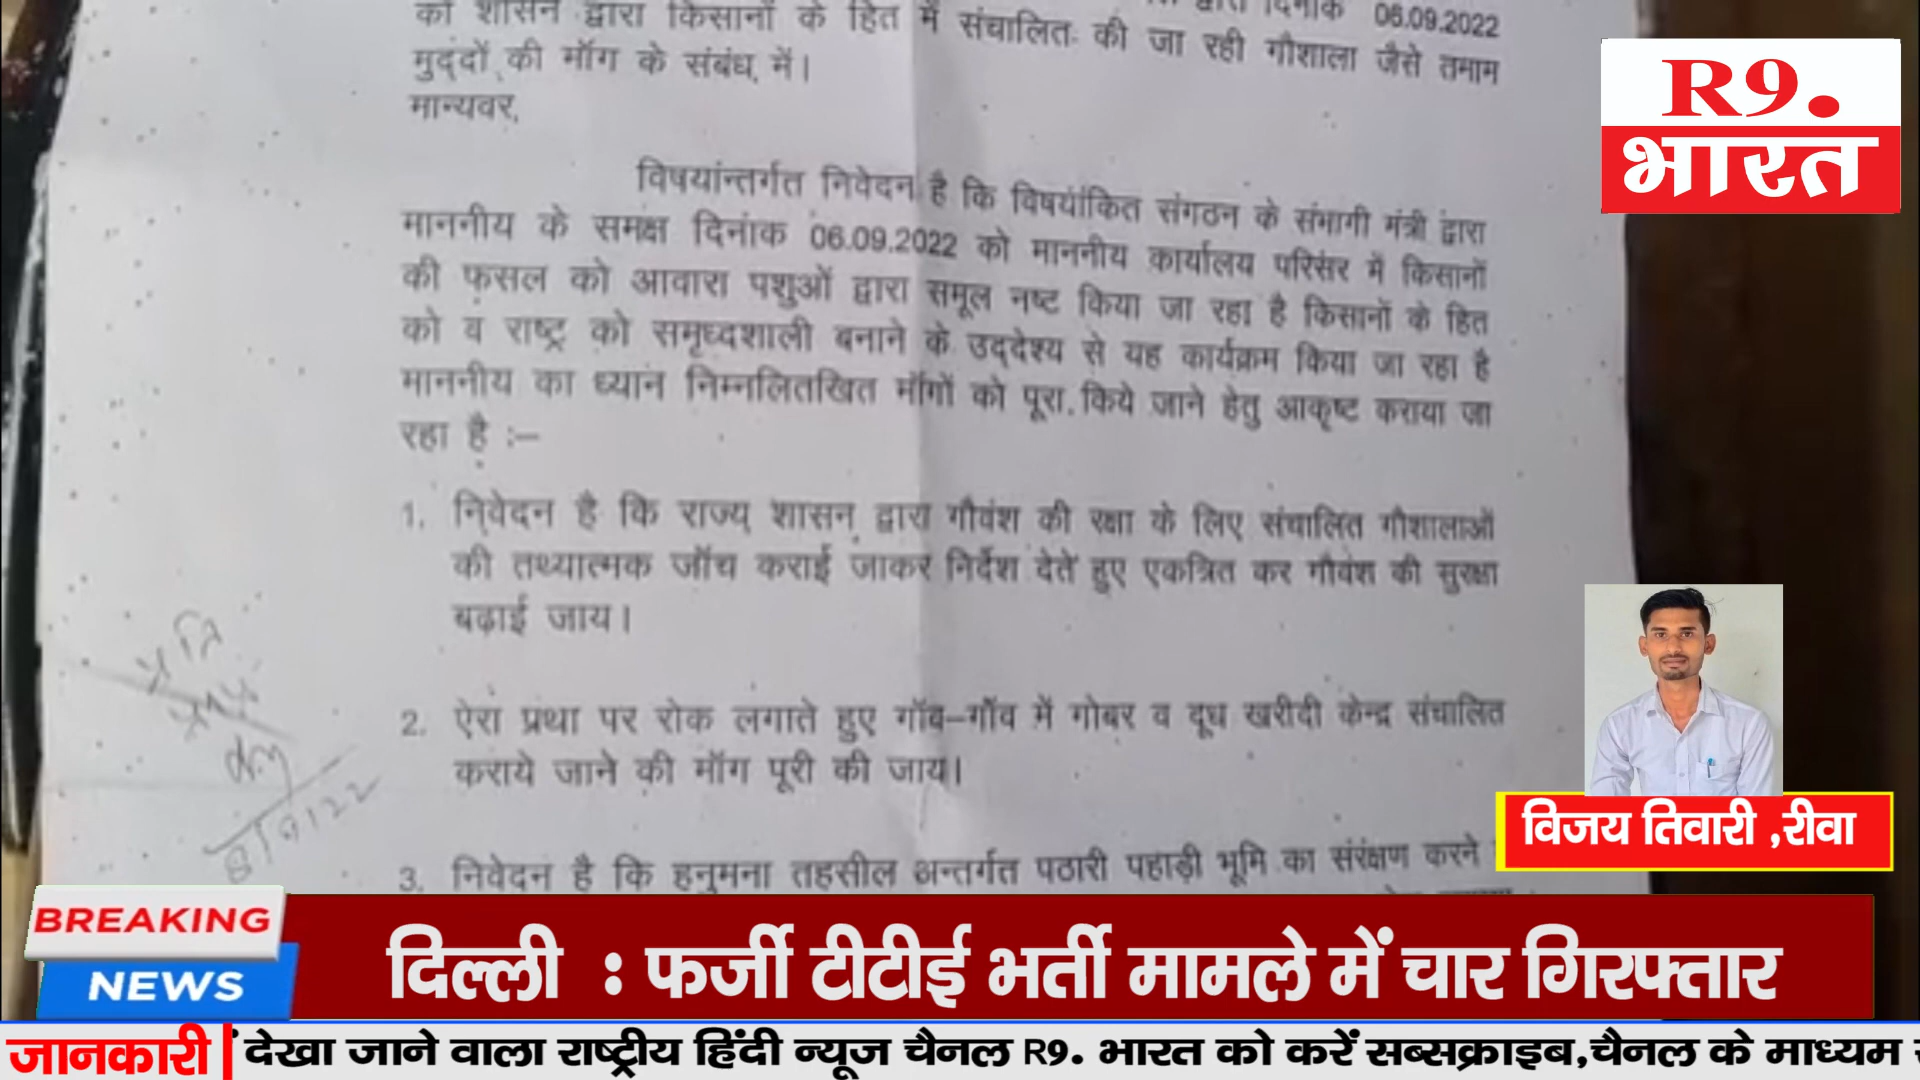 को शासन द्वारा किसानों के हित में संचालितः की जा रही गौशाला जैसे तमाम
दिनांक 06.09.2022
मुद्दों की मॉग के संबंध में।
मान्यवर,
विषयांन्तर्गत निवेदन है कि विषयांकित संगठन के संभागी मंत्री द्वारा
माननीय के समक्ष दिनांक 06.09.2022 को माननीय कार्यालय परिसर में किसानों
की फसल को आवारा पशुओं द्वारा समूल नष्ट किया जा रहा है किसानों के हित
को व राष्ट्र को समृध्दशाली बनाने के उद्देश्य से यह कार्यक्रम किया जा रहा है
माननीय का ध्यान निम्नलितखित मॉगों को पूरा किये जाने हेतु आकृष्ट कराया जा
रहा है :–
1. निवेदन है कि राज्य शासन द्वारा गौवंश की रक्षा के लिए संचालित गौशालाओं
की तथ्यात्मक जॉच कराई जाकर निर्देश देते हुए एकत्रित कर गौवंश की सुरक्षा
बढ़ाई जाय।
2. ऐरा प्रथा पर रोक लगाते हुए गॉव–गॉव में गोबर व दूध खरीदी केन्द्र संचालित
कराये जाने की मॉग पूरी की जाय।
3. निवेदन है कि हनुमना तहसील अन्तर्गत पठारी पहाड़ी भूमि का संरक्षण करने
R9.
भारत
विजय तिवारी ,रीवा
BREAKING
NEWS
दिल्ली : फर्जी टीटीई भर्ती मामले में चार गिरफ्तार
जानकारी
देखा जाने वाला राष्ट्रीय हिंदी न्यूज चैनल R9. भारत को करें सब्सक्राइब,चैनल के माध्यम